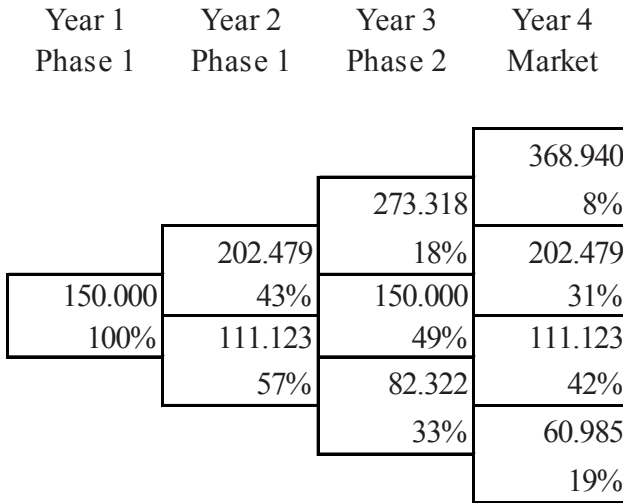 Year 1 Year 2 Year 3 Year 4
Phase 1 Phase 1 Phase 2 Market
368.940
273.318 8%
202.479 18% 202.479
150.000 43% 150.000 31%
100% 111.123 49% 111.123
57% 82.322 42%
33% 60.985
19%